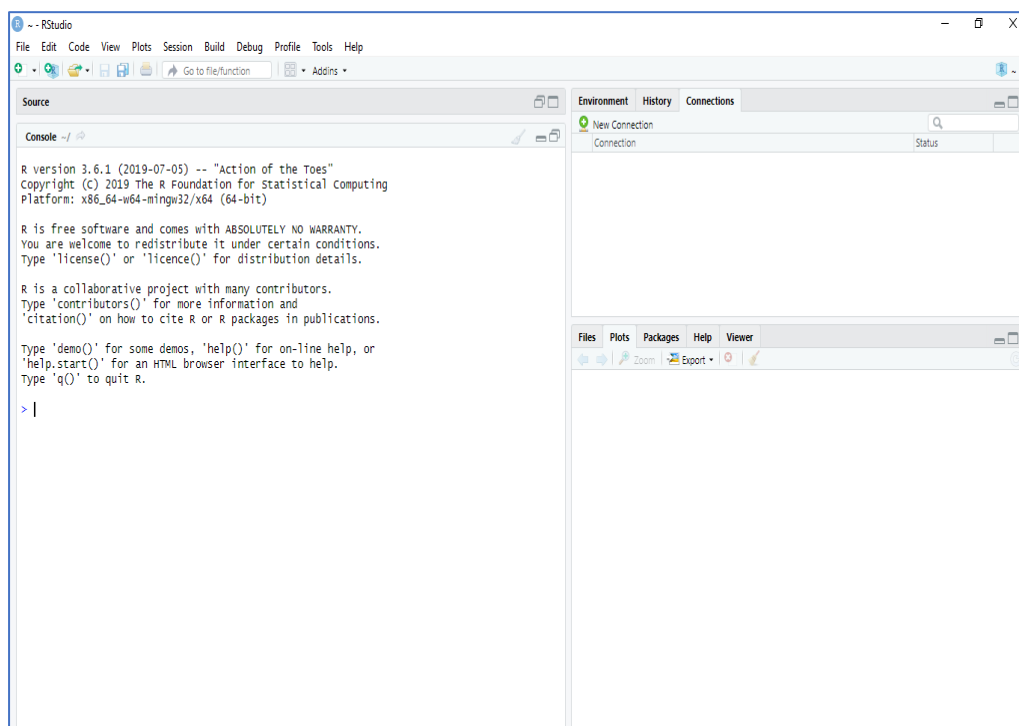 ~ - RStudio
File Edit Code View Plots Session Build Debug Profile Tools Help
Go to file/function Addins
~
Source
Console ~/
R version 3.6.1 (2019-07-05) -- "Action of the Toes"
Copyright (C) 2019 The R Foundation for Statistical Computing
Platform: x86_64-w64-mingw32/x64 (64-bit)
R is free software and comes with ABSOLUTELY NO WARRANTY.
You are welcome to redistribute it under certain conditions.
Type 'license()' or 'licence()' for distribution details.
R is a collaborative project with many contributors.
Type 'contributors()' for more information and
'citation()' on how to cite R or R packages in publications.
Type 'demo()' for some demos, 'help()' for on-line help, or
'help.start()' for an HTML browser interface to help.
Type 'q()' to quit R.
>
Environment History Connections
New Connection
Connection Status
Files Plots Packages Help Viewer
Zoom Export